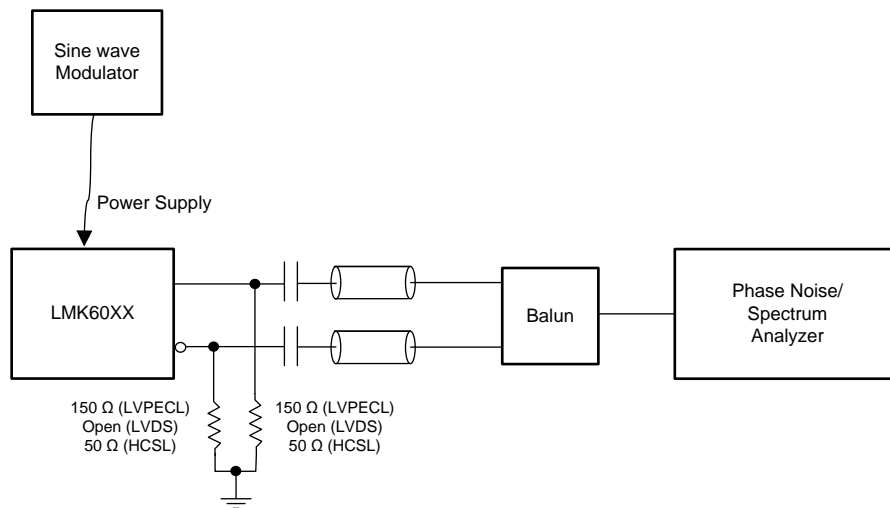 Sine wave
Modulator
Power Supply
LMK60XX
Balun
Phase Noise/
Spectrum
Analyzer
150 Ω (LVPECL)
Open (LVDS)
50 Ω (HCSL)
150 Ω (LVPECL)
Open (LVDS)
50 Ω (HCSL)